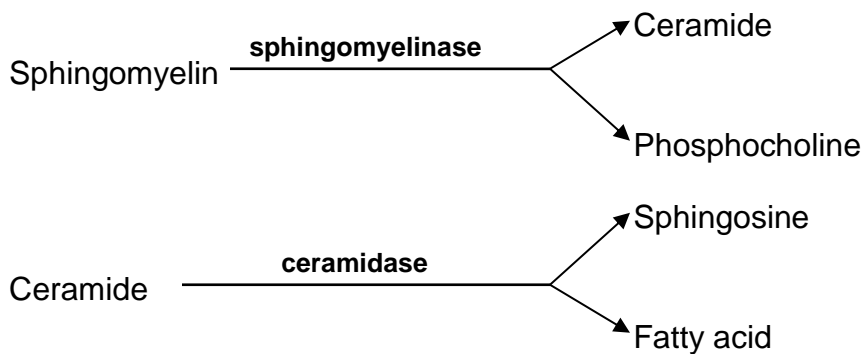 Ceramide
sphingomyelinase
Sphingomyelin
Phosphocholine
Sphingosine
ceramidase
Ceramide
Fatty acid